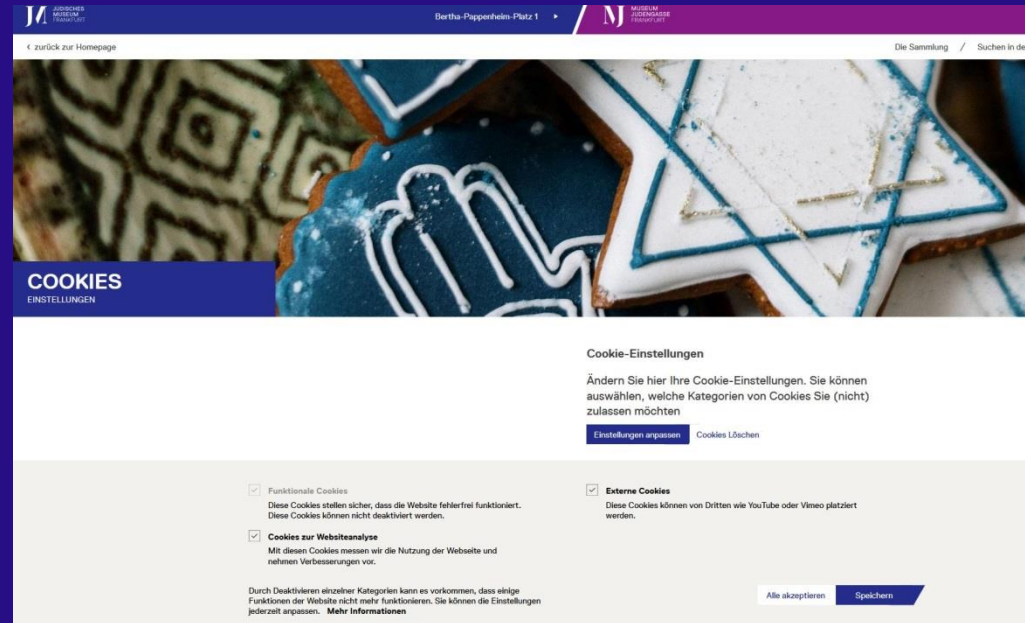 JÜDISCHES
MUSEUM
FRANKFURT
Bertha-Pappenheim-Platz 1
MUSEUM
JUDENGASSE
FRANKFURT
‹ zurück zur Homepage
Die Sammlung / Suchen in de
COOKIES
EINSTELLUNGEN
Cookie-Einstellungen
Ändern Sie hier Ihre Cookie-Einstellungen. Sie können
auswählen, welche Kategorien von Cookies Sie (nicht)
zulassen möchten
Einstellungen anpassen Cookies Löschen
Funktionale Cookies
Diese Cookies stellen sicher, dass die Website fehlerfrei funktioniert.
Diese Cookies können nicht deaktiviert werden.
Cookies zur Websiteanalyse
Mit diesen Cookies messen wir die Nutzung der Webseite und
nehmen Verbesserungen vor.
Externe Cookies
Diese Cookies können von Dritten wie YouTube oder Vimeo platziert
werden.
Durch Deaktivieren einzelner Kategorien kann es vorkommen, dass einige
Funktionen der Website nicht mehr funktionieren. Sie können die Einstellungen
jederzeit anpassen. Mehr Informationen
Alle akzeptieren Speichern